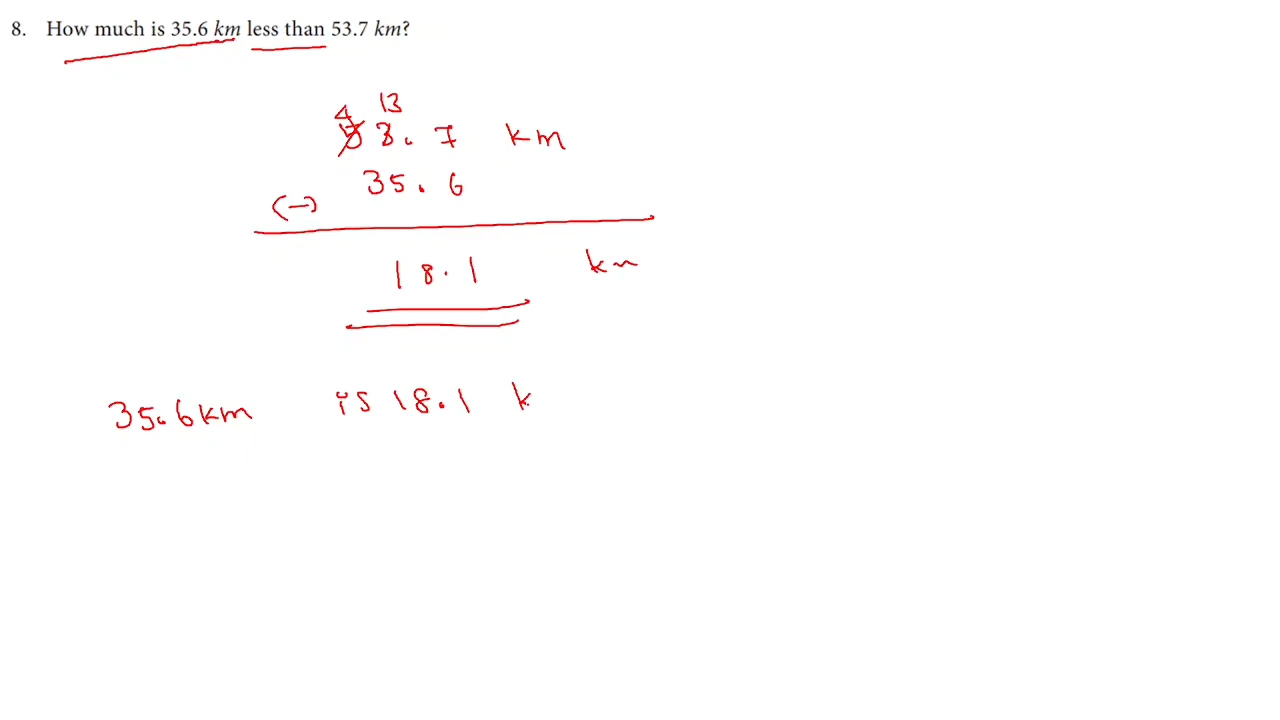 8. How much is 35.6 km less than 53.7 km?
4 13
53.7 km
(-) 35.6
18.1 km
35.6km is 18.1 k